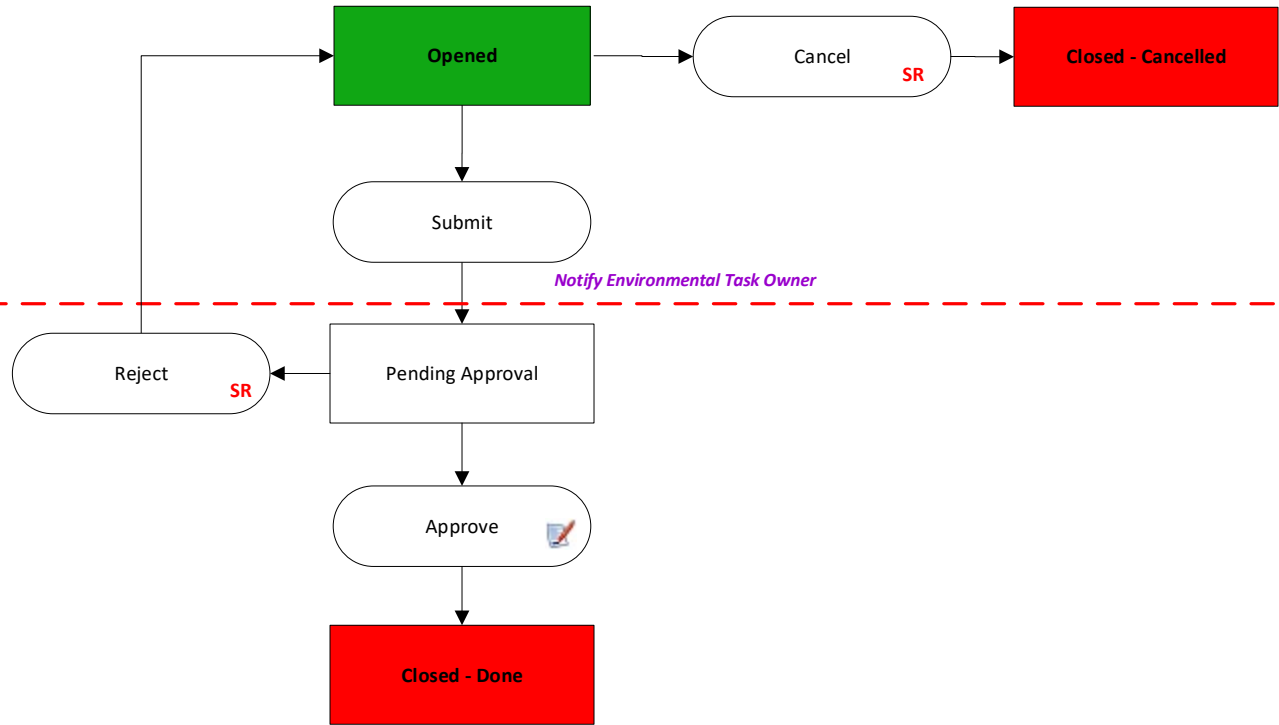 Opened
Cancel
SR
Closed - Cancelled
Submit
Notify Environmental Task Owner
Reject
SR
Pending Approval
Approve
Closed - Done